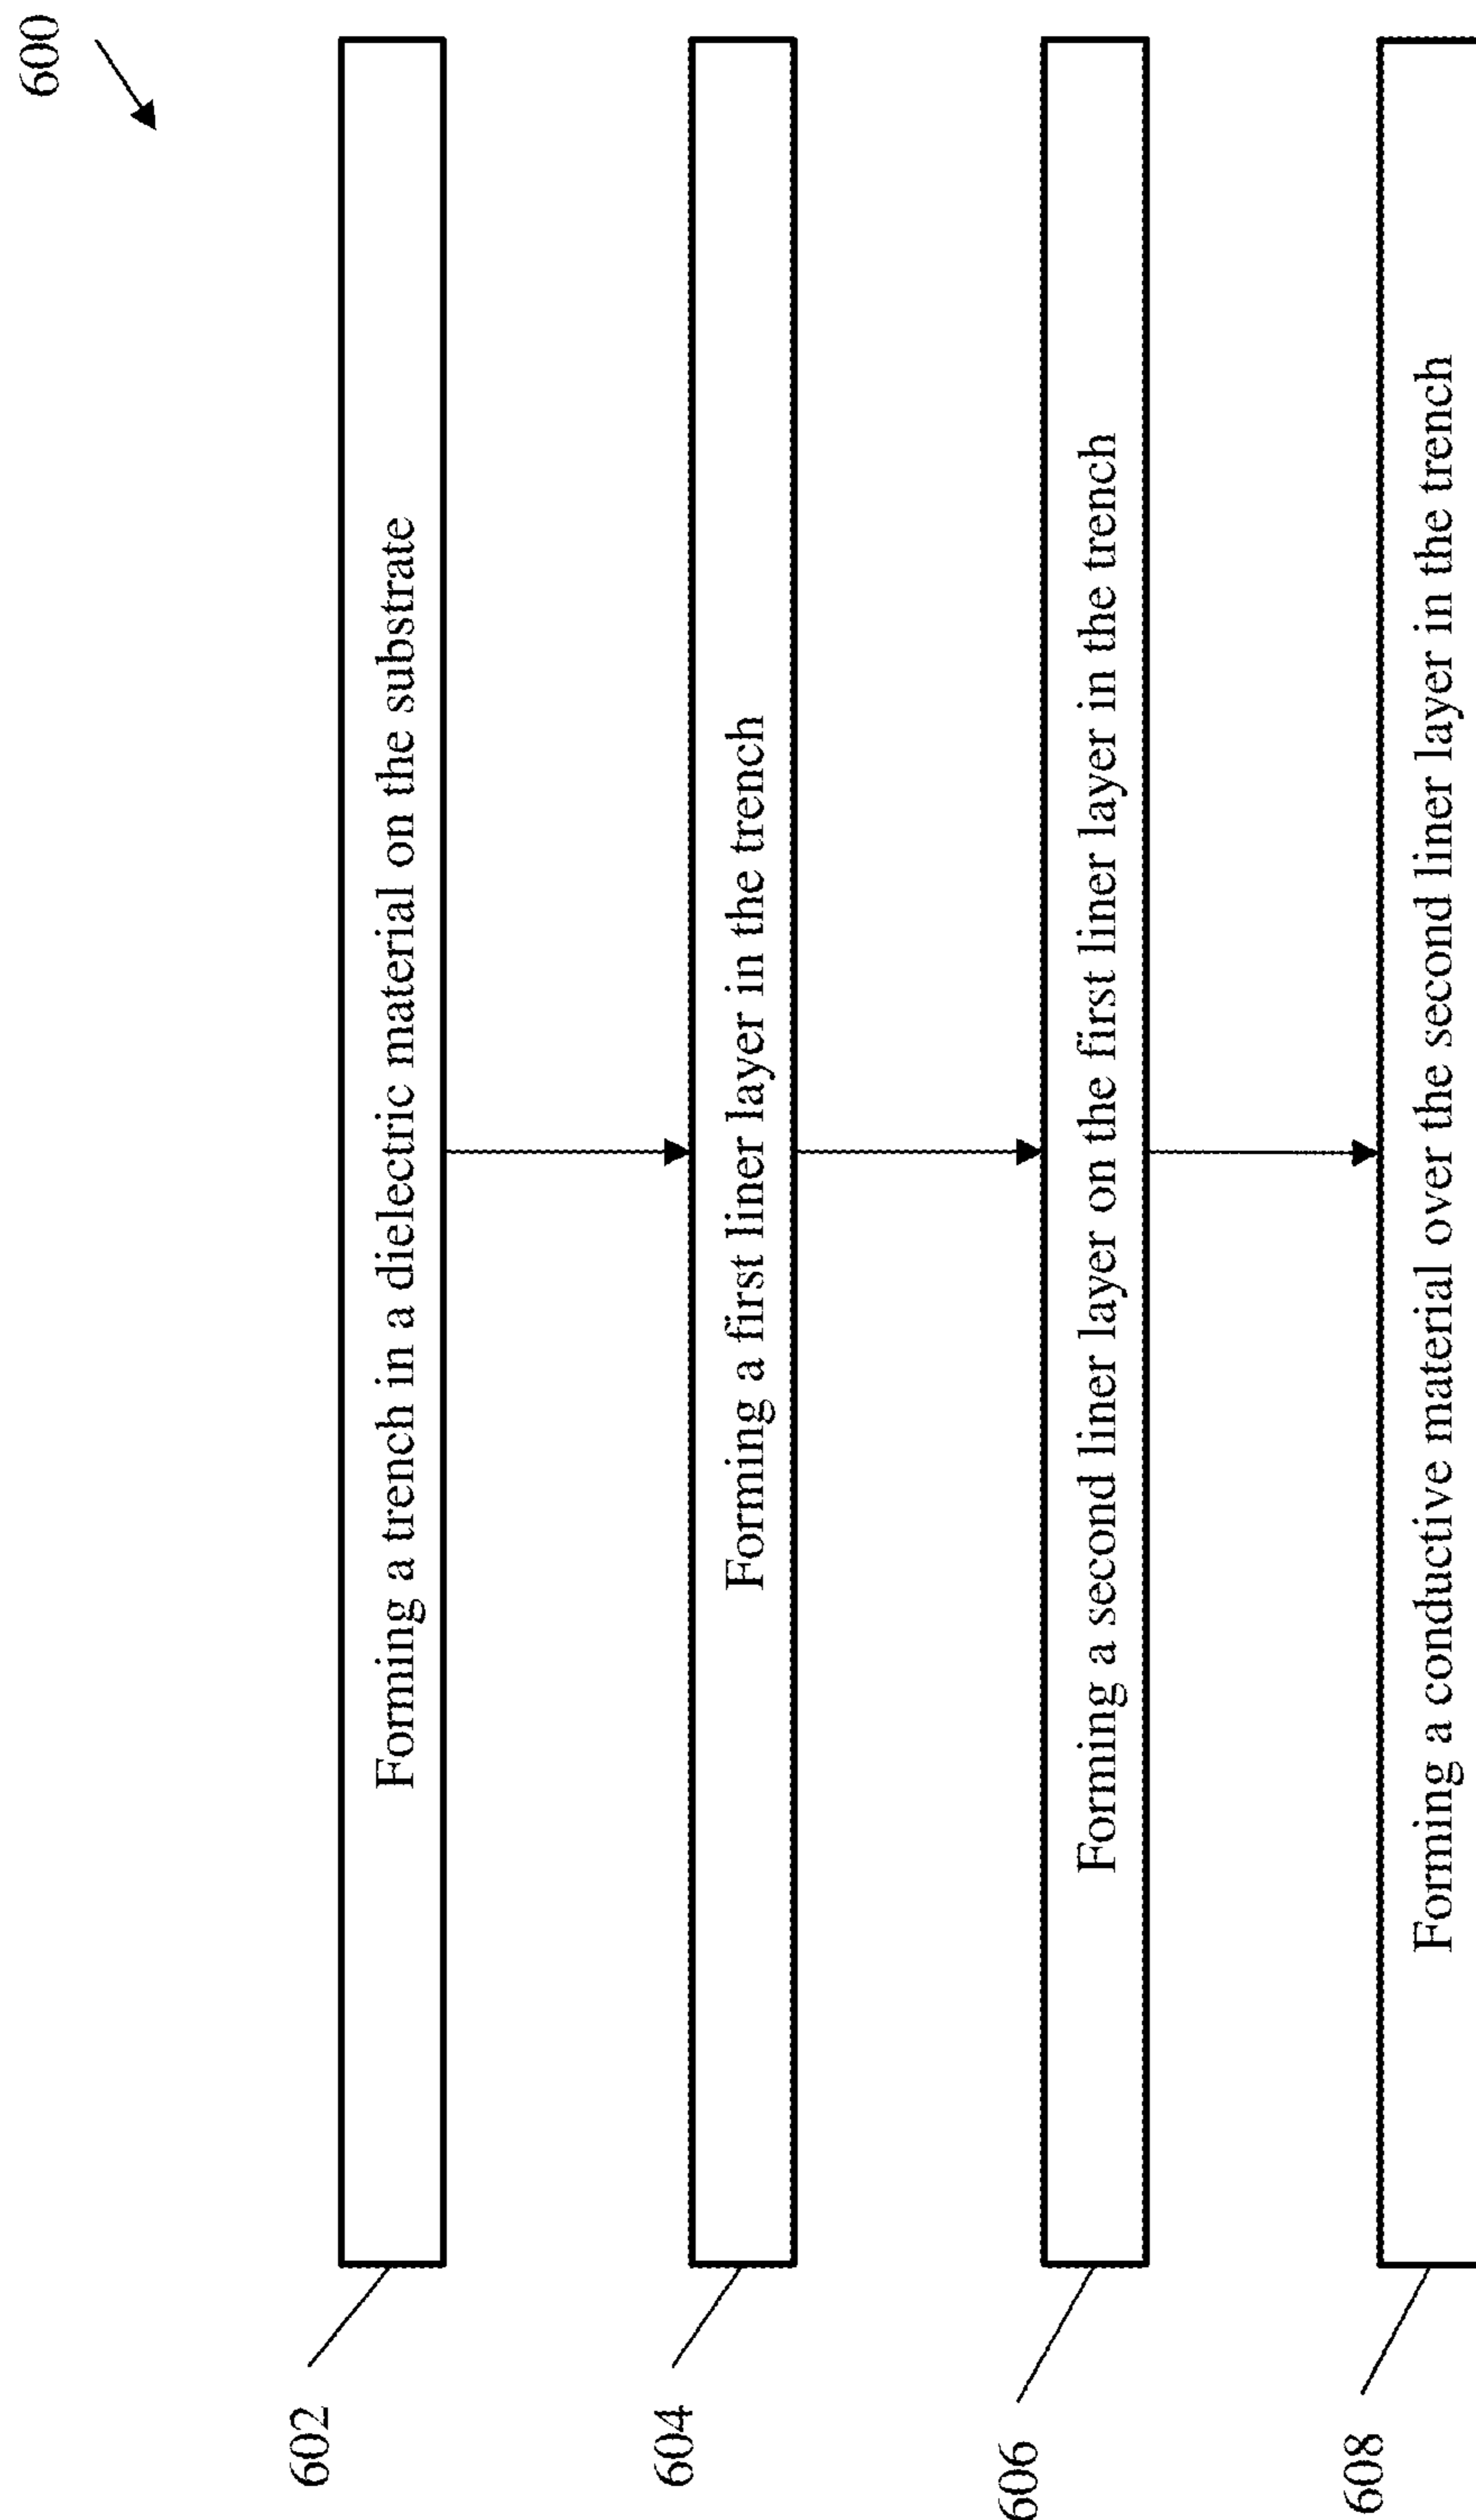 600
602
Forming a trench in a dielectric material on the substrate
604
Forming a first liner layer in the trench
606
Forming a second liner layer on the first liner layer in the trench
608
Forming a conductive material over the second liner layer in the trench